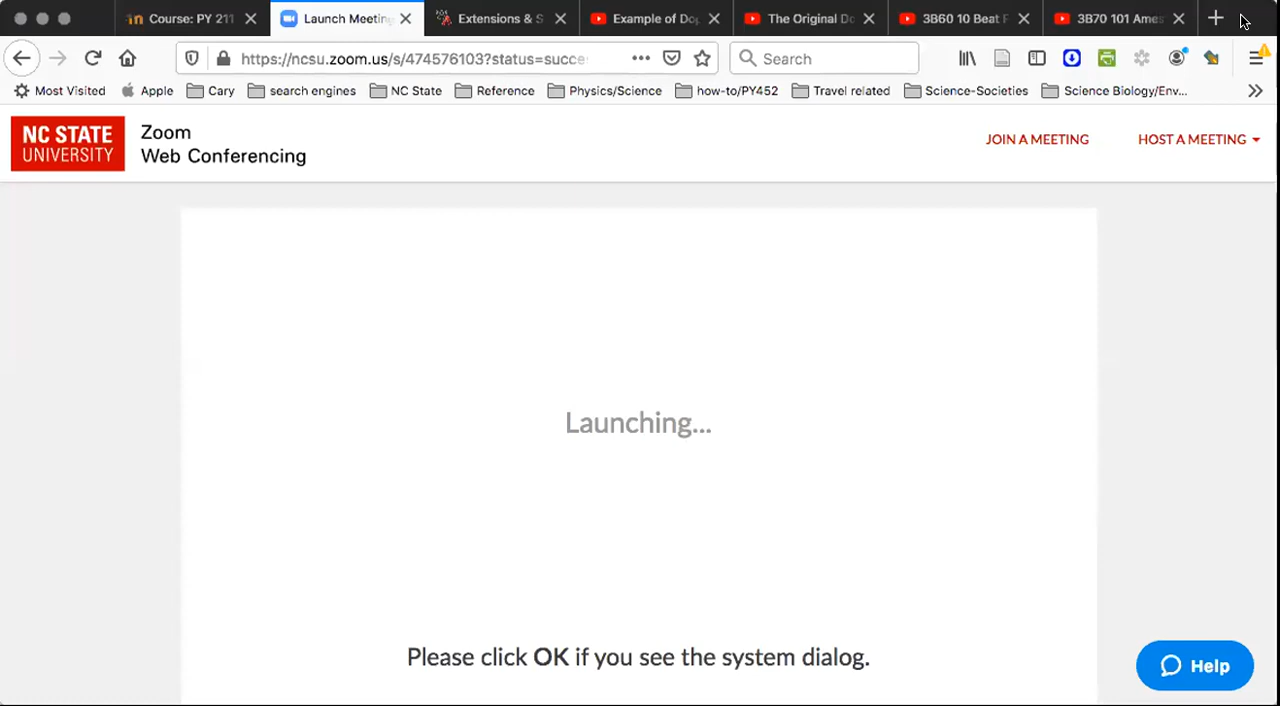 Course: PY 211
Launch Meetin
Extensions & S
Example of Do
The Original Do
3B60 10 Beat F
3B70 101 Ames
https://ncsu.zoom.us/s/474576103?status=succe
Search
Most Visited
Apple
Cary
search engines
NC State
Reference
Physics/Science
how-to/PY452
Travel related
Science-Societies
Science Biology/Env...
NC STATE
UNIVERSITY
Zoom
Web Conferencing
JOIN A MEETING
HOST A MEETING
Launching...
Please click OK if you see the system dialog.
Help